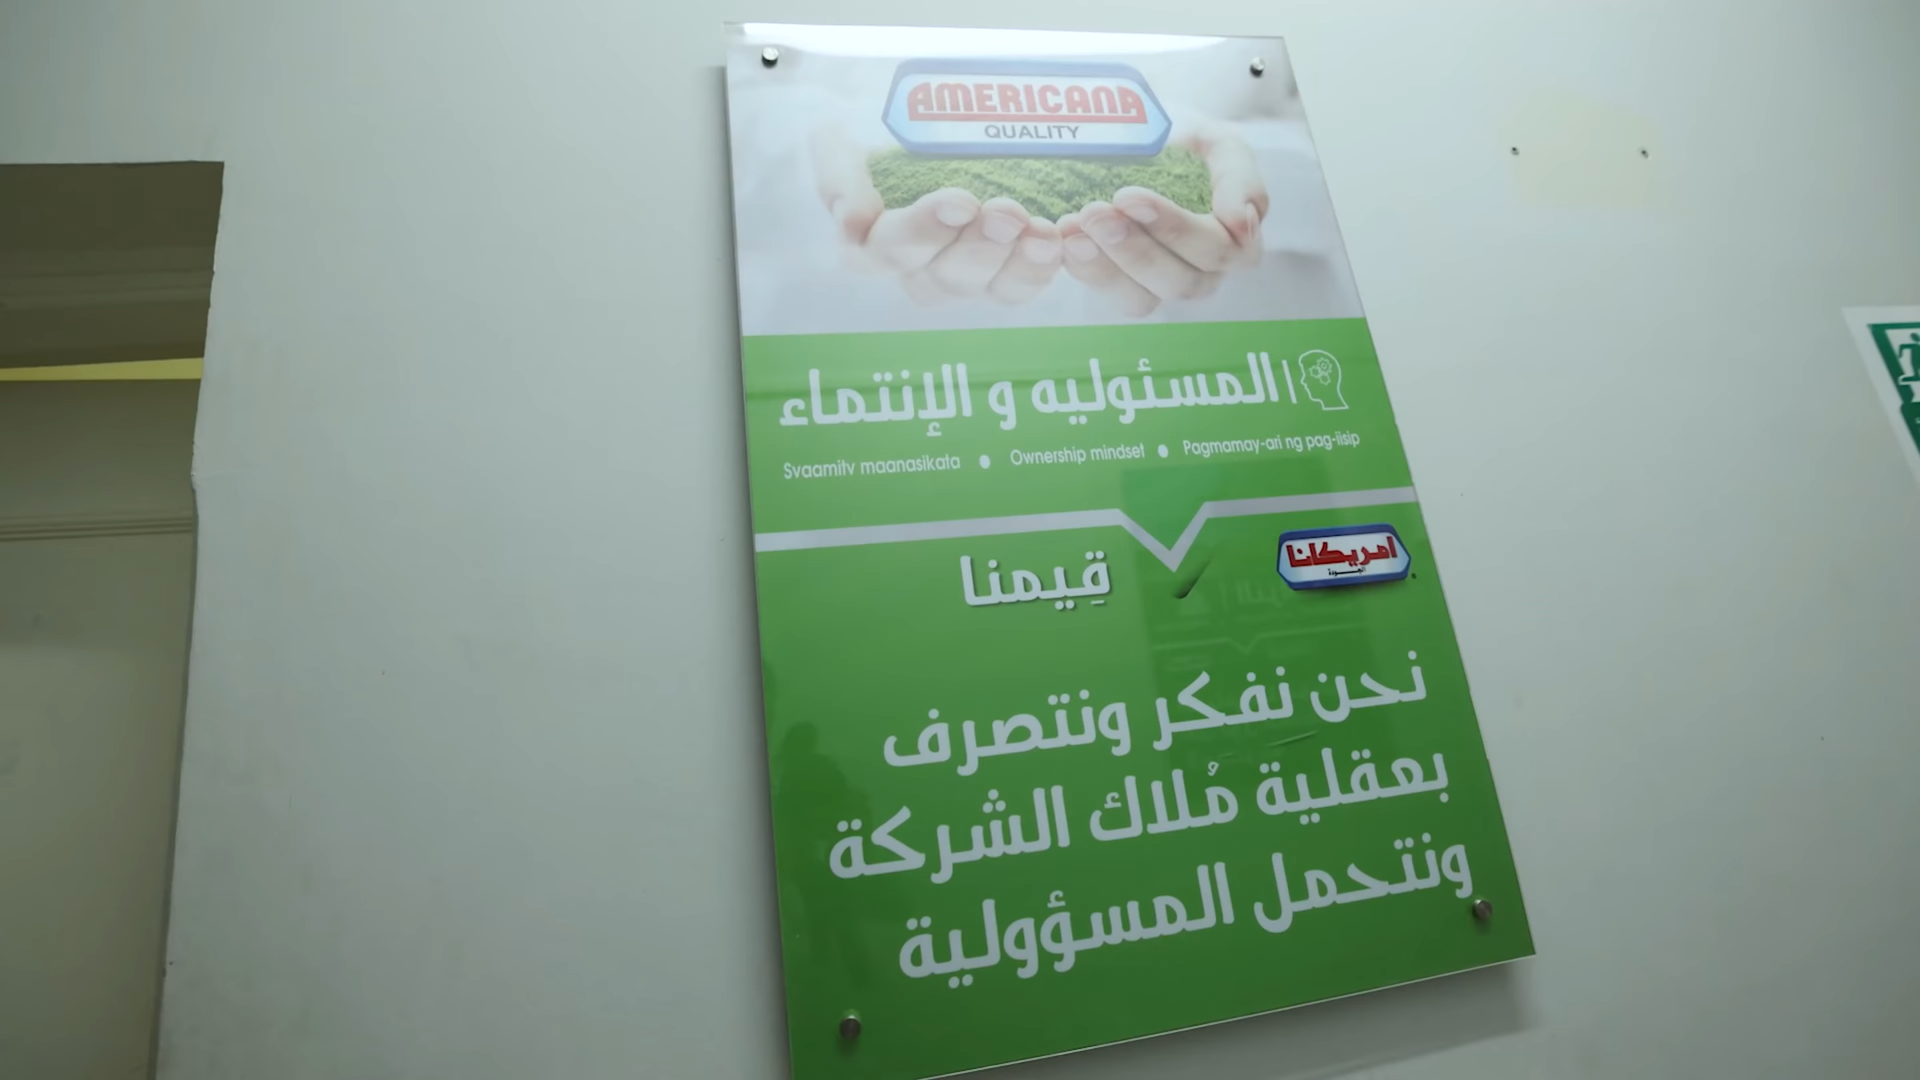 AMERICANA
QUALITY
المسئوليه و الإنتماء
Svaamitv maanasikata • Ownership mindset • Pagmamay-ari ng pag-iisip
امريكانا
الجـودة
قِيمنا
نحن نفكر ونتصرف
بعقلية مُلاك الشركة
ونتحمل المسؤولية